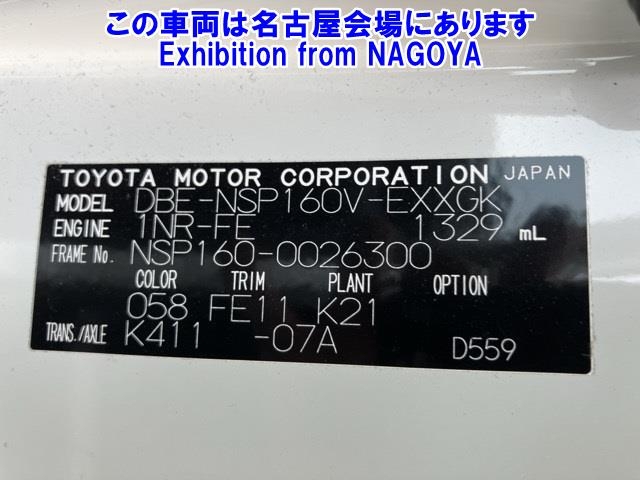 この車両は名古屋会場にあります
Exhibition from NAGOYA
TOYOTA MOTOR CORPORATION JAPAN
MODEL DBE-NSP160V-EXXGK
ENGINE 1NR-FE 1329 mL
FRAME No. NSP160-0026300
COLOR TRIM PLANT OPTION
058 FE11 K21
TRANS./AXLE K411 -07A D559